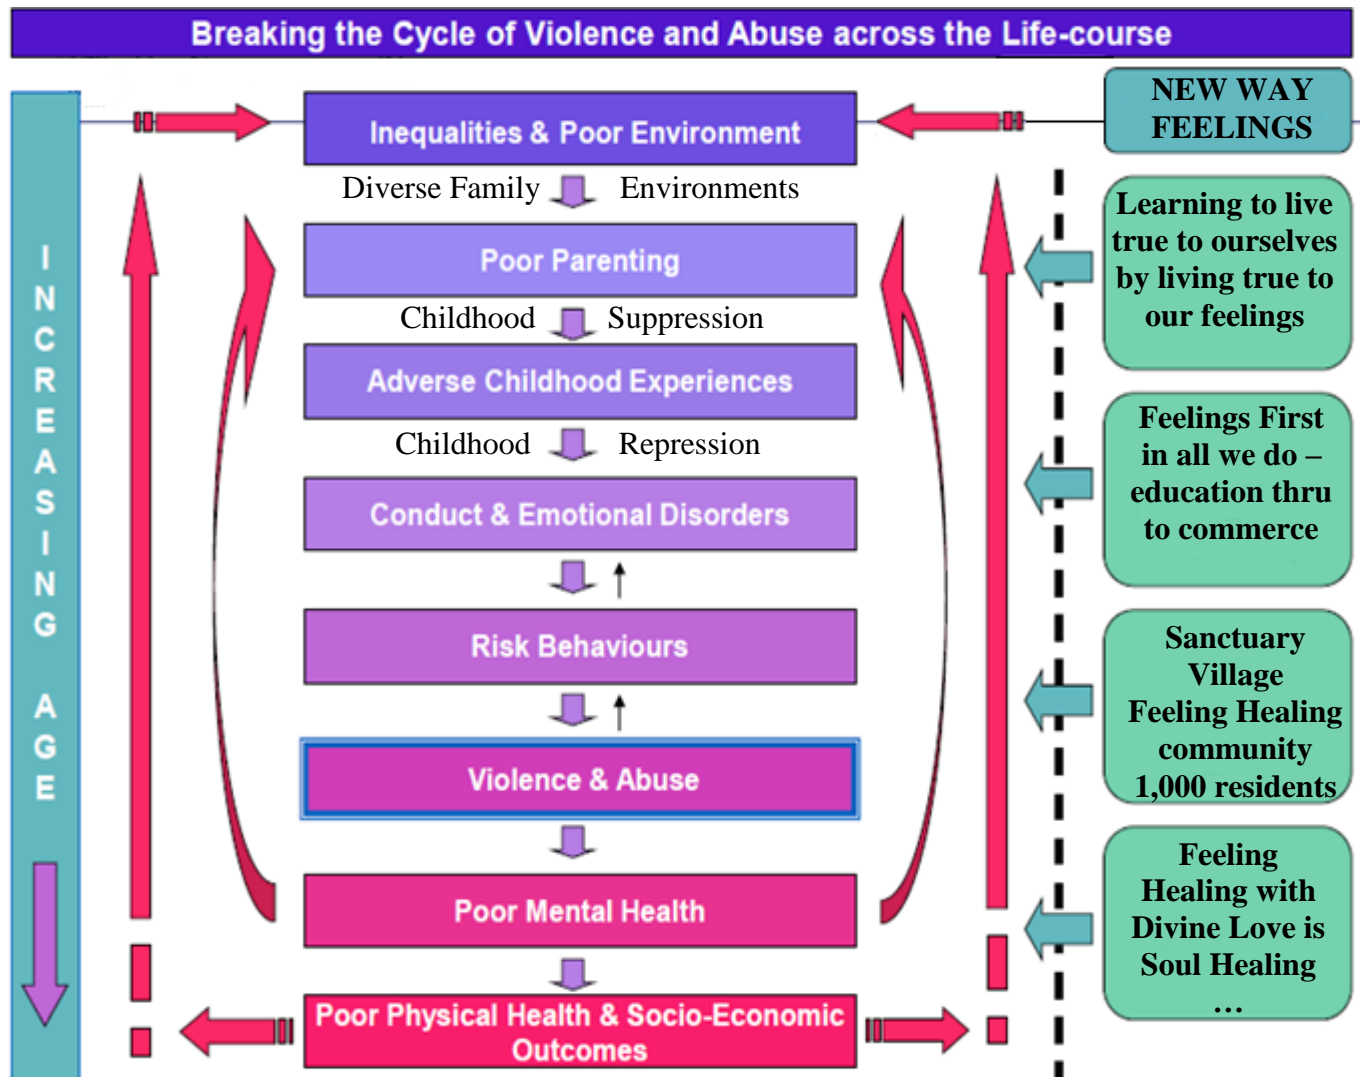 Breaking the Cycle of Violence and Abuse across the Life-course
INCREASING AGE
Inequalities & Poor Environment
Diverse Family Environments
Poor Parenting
Childhood Suppression
Adverse Childhood Experiences
Childhood Repression
Conduct & Emotional Disorders
Risk Behaviours
Violence & Abuse
Poor Mental Health
Poor Physical Health & Socio-Economic
Outcomes
NEW WAY
FEELINGS
Learning to live
true to ourselves
by living true to
our feelings
Feelings First
in all we do –
education thru
to commerce
Sanctuary
Village
Feeling Healing
community
1,000 residents
Feeling
Healing with
Divine Love is
Soul Healing
…